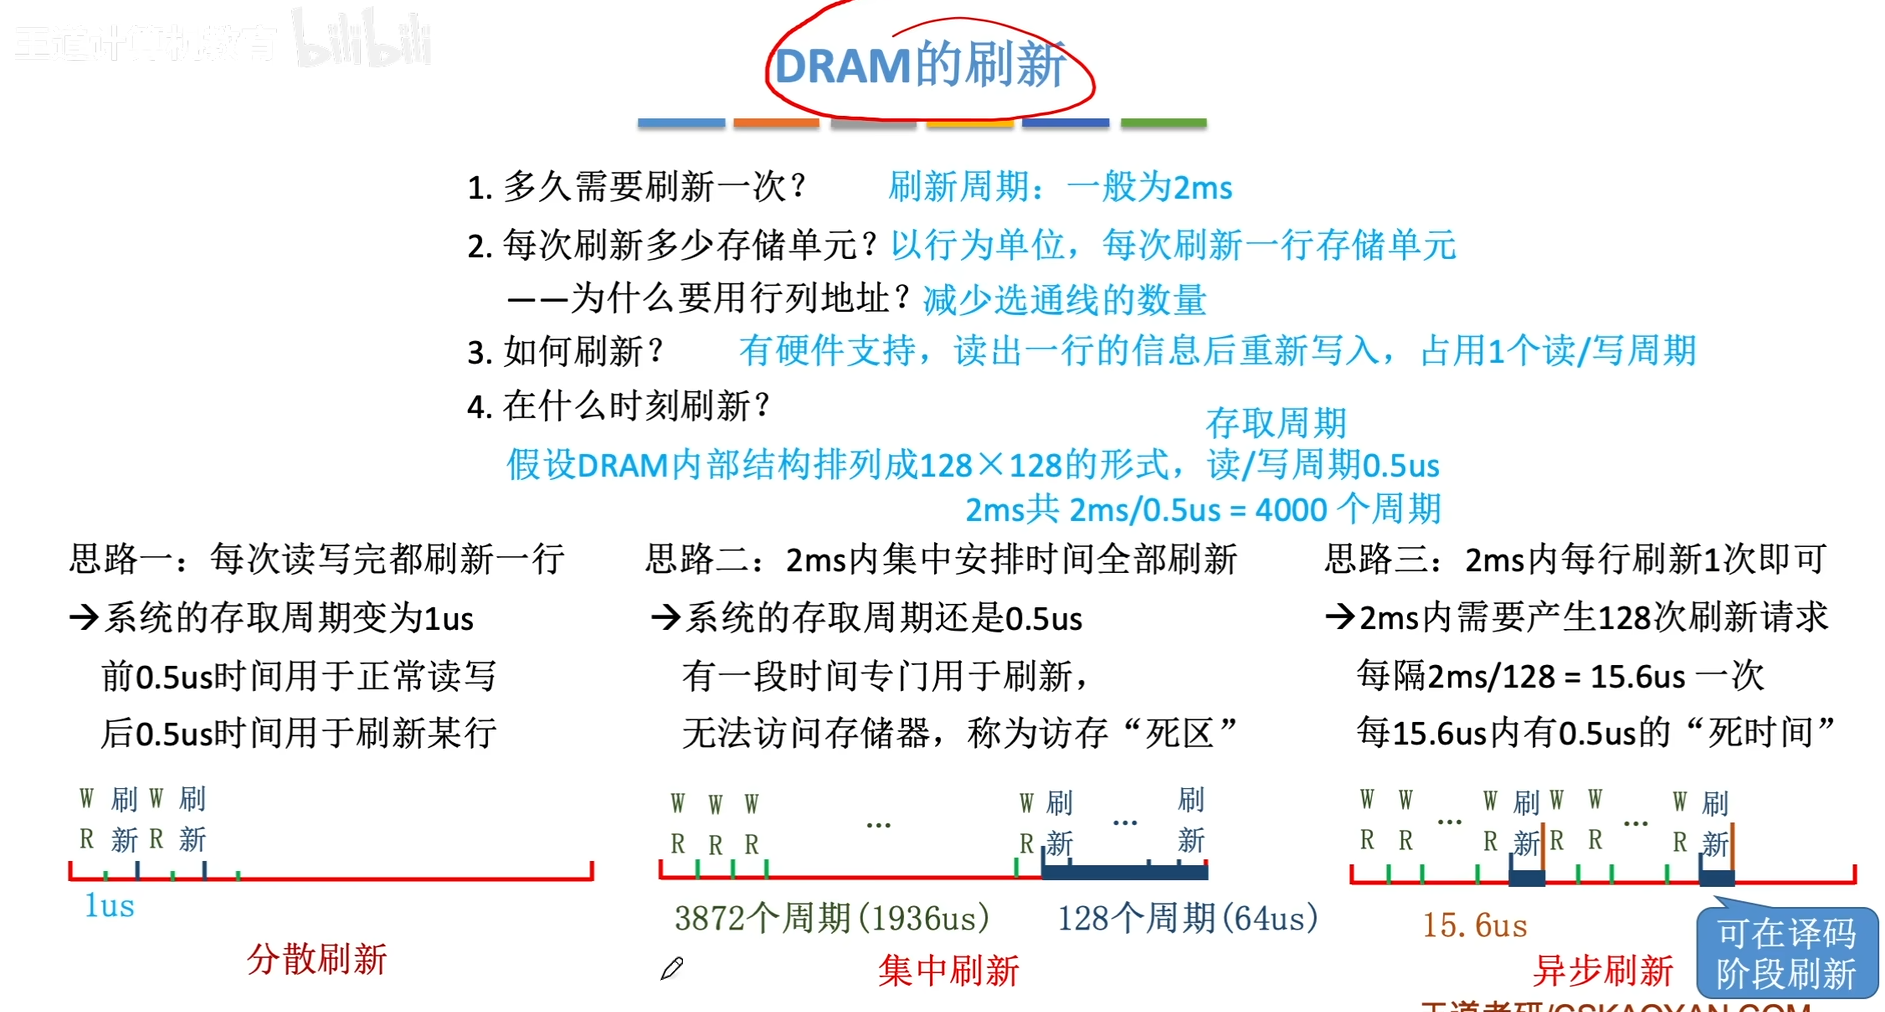 王道计算机教育 bilibili
DRAM的刷新
1. 多久需要刷新一次？ 刷新周期：一般为2ms
2. 每次刷新多少存储单元？以行为单位，每次刷新一行存储单元
——为什么要用行列地址？减少选通线的数量
3. 如何刷新？ 有硬件支持，读出一行的信息后重新写入，占用1个读/写周期
4. 在什么时刻刷新？
存取周期
假设DRAM内部结构排列成128×128的形式，读/写周期0.5us
2ms共 2ms/0.5us = 4000 个周期
思路一：每次读写完都刷新一行
→系统的存取周期变为1us
前0.5us时间用于正常读写
后0.5us时间用于刷新某行
W 刷 W 刷
R 新 R 新
1us
分散刷新
思路二：2ms内集中安排时间全部刷新
→系统的存取周期还是0.5us
有一段时间专门用于刷新，
无法访问存储器，称为访存“死区”
W W W ... W 刷 ... 刷
R R R R 新 新
3872个周期(1936us) 128个周期(64us)
集中刷新
思路三：2ms内每行刷新1次即可
→2ms内需要产生128次刷新请求
每隔2ms/128 = 15.6us 一次
每15.6us内有0.5us的“死时间”
W W ... W 刷 W W ... W 刷
R R R 新 R R R 新
15.6us
可在译码
阶段刷新
异步刷新
王道考研/CSKAOYAN.COM